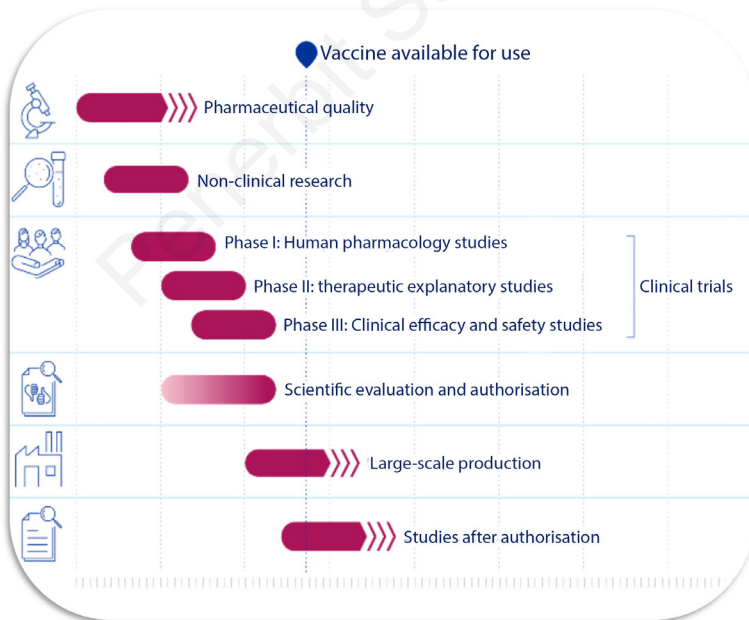 Vaccine available for use
Pharmaceutical quality
Non-clinical research
Phase I: Human pharmacology studies
Phase II: therapeutic explanatory studies
Phase III: Clinical efficacy and safety studies
Clinical trials
Scientific evaluation and authorisation
Large-scale production
Studies after authorisation
Penerbit